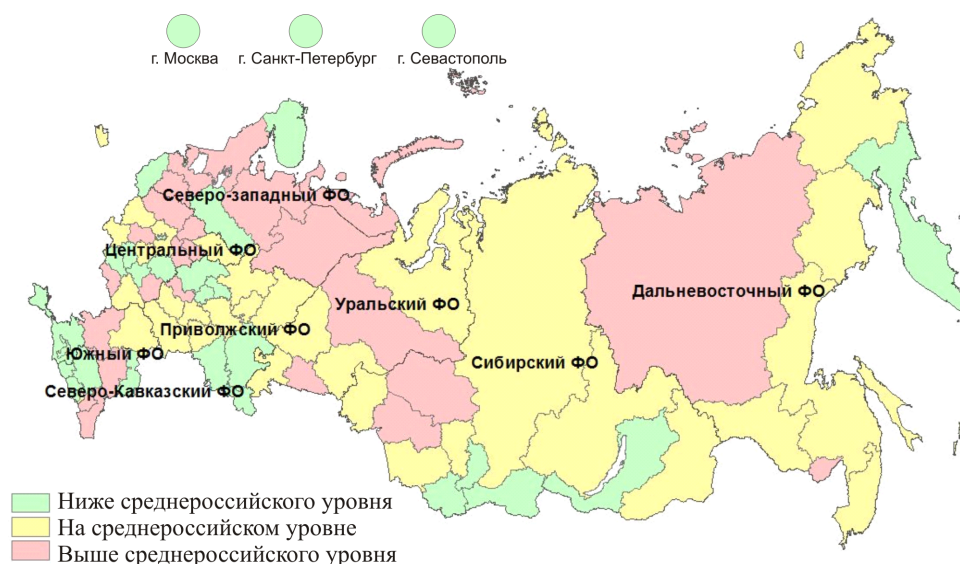 г. Москва г. Санкт-Петербург г. Севастополь
Северо-западный ФО
Центральный ФО
Дальневосточный ФО
Уральский ФО
Приволжский ФО
Южный ФО
Сибирский ФО
Северо-Кавказский ФО
Ниже среднероссийского уровня
На среднероссийском уровне
Выше среднероссийского уровня